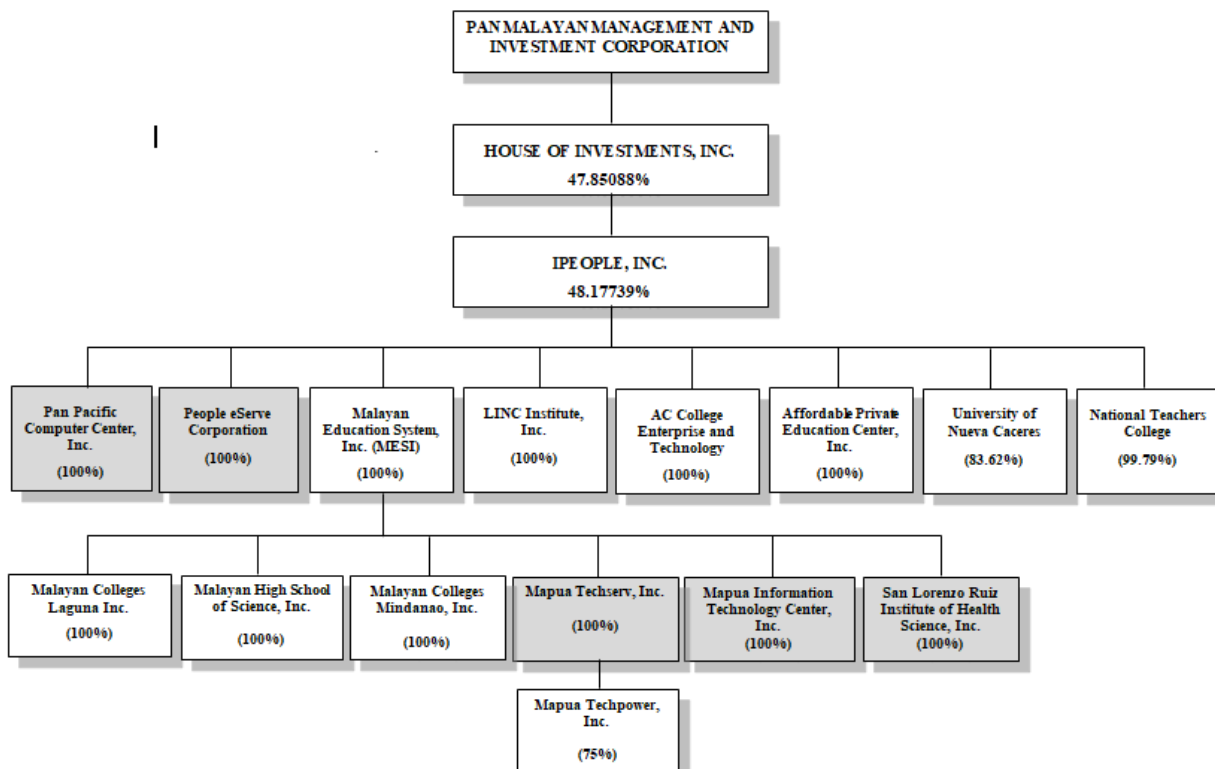 PAN MALAYAN MANAGEMENT AND
INVESTMENT CORPORATION
HOUSE OF INVESTMENTS, INC.
47.85088%
IPEOPLE, INC.
48.17739%
Pan Pacific
Computer Center,
Inc.
(100%)
People eServe
Corporation
(100%)
Malayan
Education System,
Inc. (MESI)
(100%)
LINC Institute,
Inc.
(100%)
AC College
Enterprise and
Technology
(100%)
Affordable Private
Education Center,
Inc.
(100%)
University of
Nueva Caceres
(83.62%)
National Teachers
College
(99.79%)
Malayan Colleges
Laguna Inc.
(100%)
Malayan High School
of Science, Inc.
(100%)
Malayan Colleges
Mindanao, Inc.
(100%)
Mapua Techserv, Inc.
(100%)
Mapua Information
Technology Center,
Inc.
(100%)
San Lorenzo Ruiz
Institute of Health
Science, Inc.
(100%)
Mapua Techpower,
Inc.
(75%)